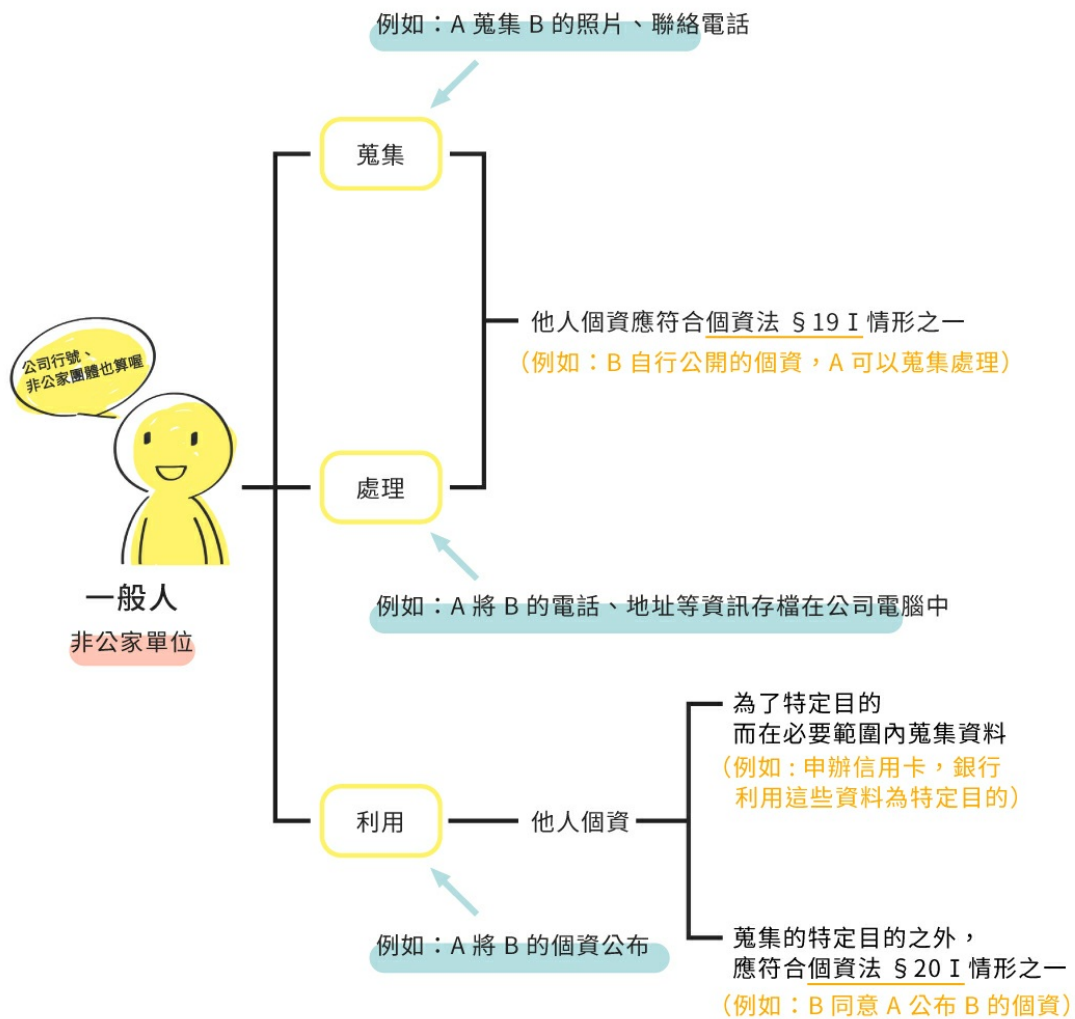 例如：A 蒐集 B 的照片、聯絡電話
蒐集
他人個資應符合個資法 §19 I 情形之一
（例如：B 自行公開的個資，A 可以蒐集處理）
公司行號、
非公家團體也算喔
處理
一般人
非公家單位
例如：A 將 B 的電話、地址等資訊存檔在公司電腦中
為了特定目的
而在必要範圍內蒐集資料
（例如：申辦信用卡，銀行
利用這些資料為特定目的）
利用
他人個資
例如：A 將 B 的個資公布
蒐集的特定目的之外，
應符合個資法 §20 I 情形之一
（例如：B 同意 A 公布 B 的個資）